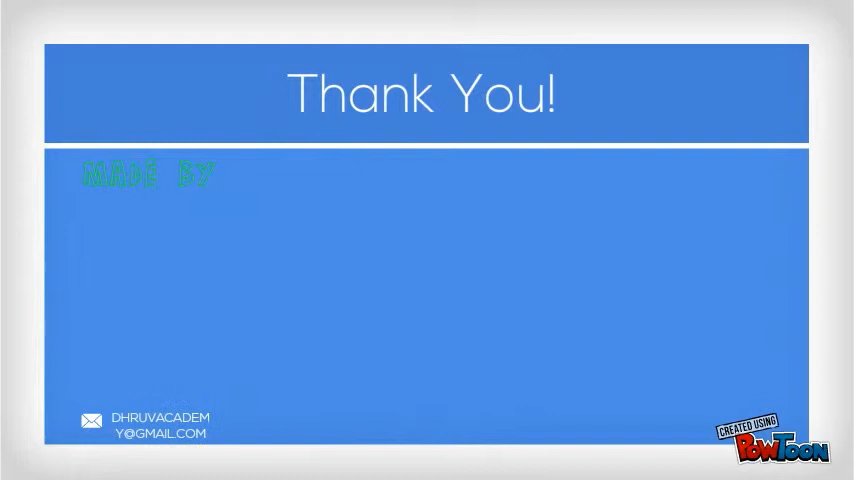 Thank You!
MADE BY
DHRUVACADEM
Y@GMAIL.COM
CREATED USING
POWTOON